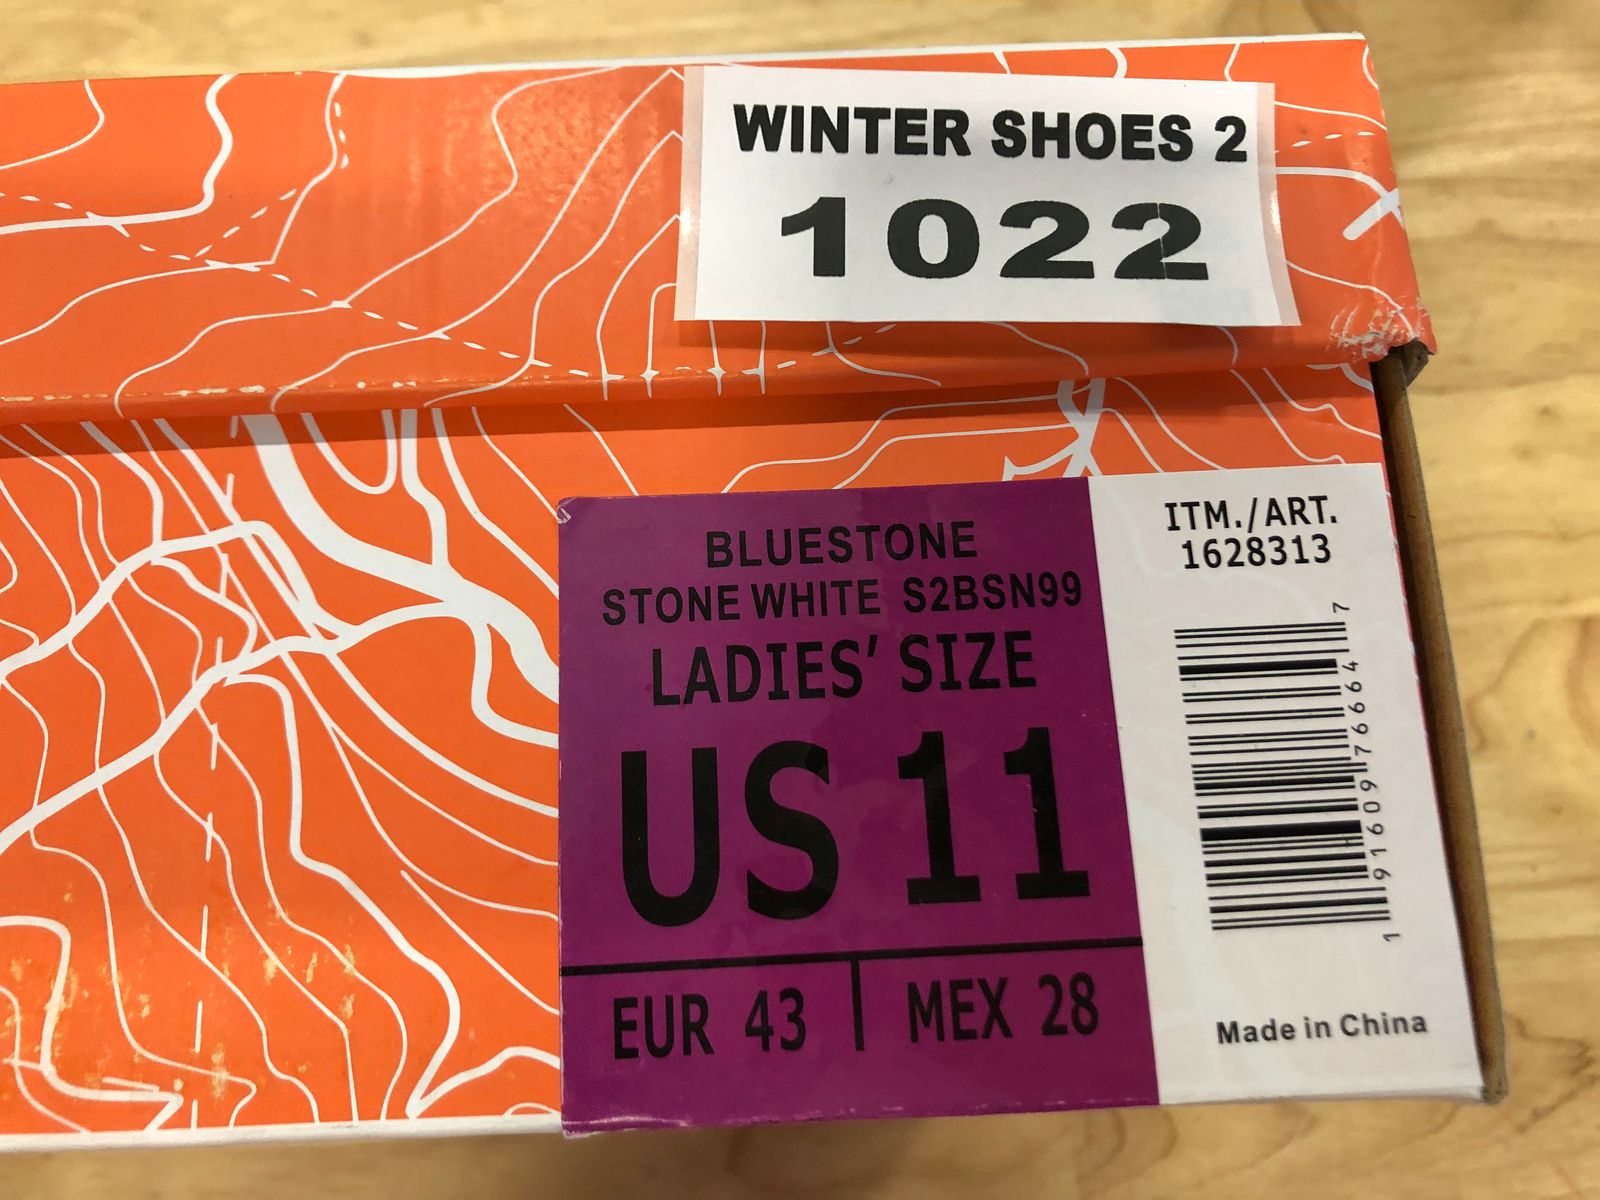 WINTER SHOES 2
1022
BLUESTONE
STONE WHITE S2BSN99
LADIES' SIZE
US 11
EUR 43
MEX 28
ITM./ART.
1628313
1 91609 76664 7
Made in China